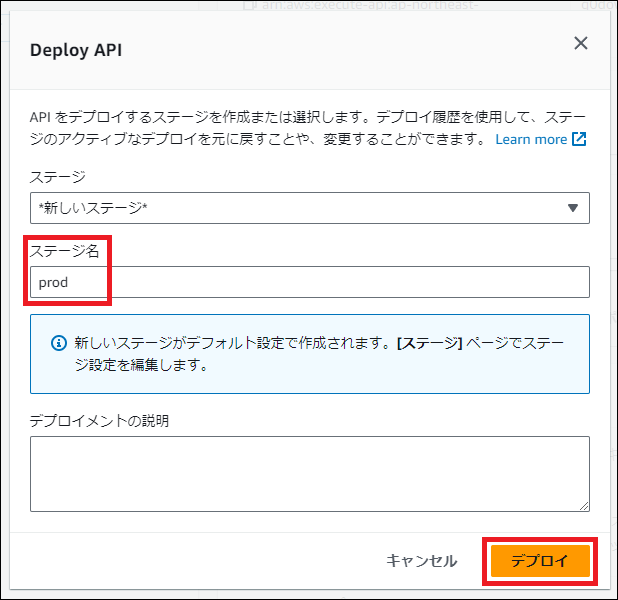 arn:aws:execute-api:ap-northeast-
Deploy API
API をデプロイするステージを作成または選択します。デプロイ履歴を使用して、ステー
ジのアクティブなデプロイを元に戻すことや、変更することができます。 Learn more
ステージ
*新しいステージ*
ステージ名
prod
新しいステージがデフォルト設定で作成されます。[ステージ] ページでステー
ジ設定を編集します。
デプロイメントの説明
キャンセル デプロイ